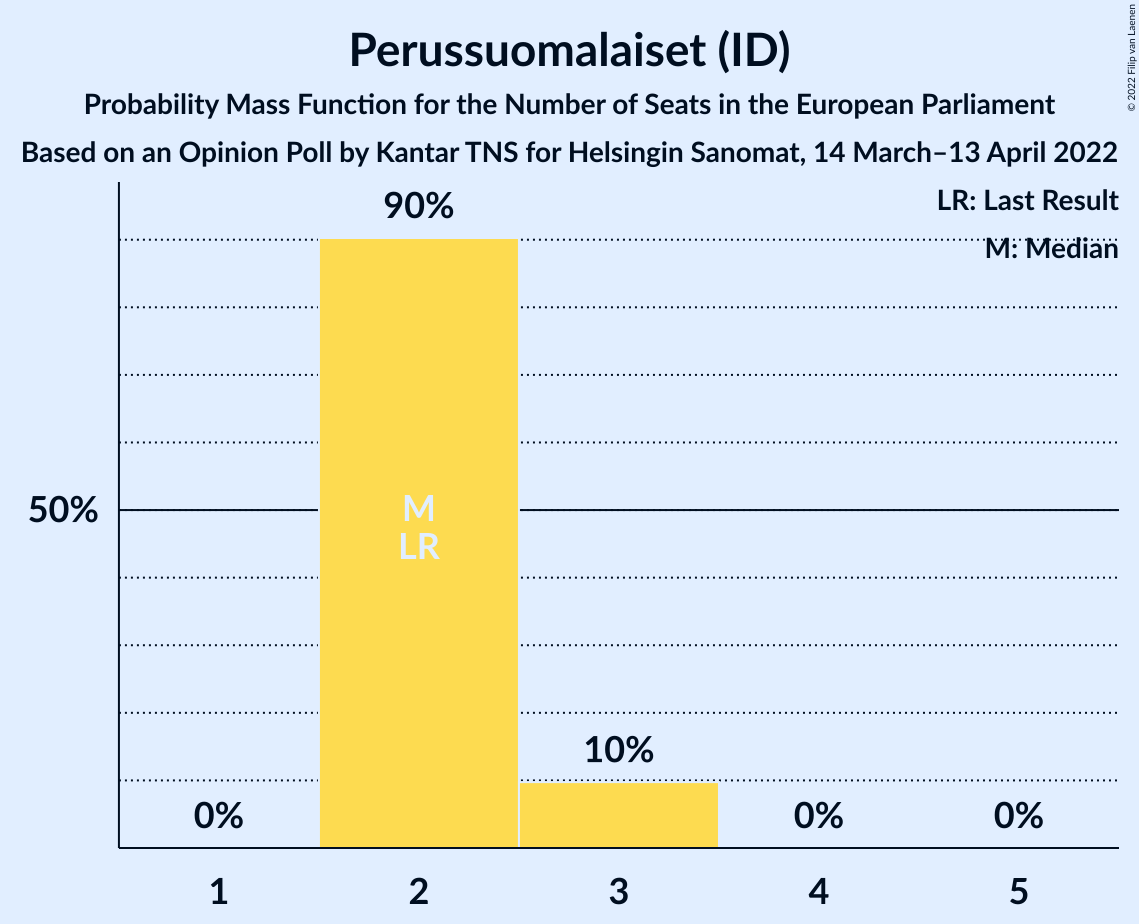 Perussuomalaiset (ID)
Probability Mass Function for the Number of Seats in the European Parliament
Based on an Opinion Poll by Kantar TNS for Helsingin Sanomat, 14 March–13 April 2022
© 2022 Filip van Laenen
LR: Last Result
M: Median
90%
50%
M
LR
10%
0%
0%
0%
1
2
3
4
5